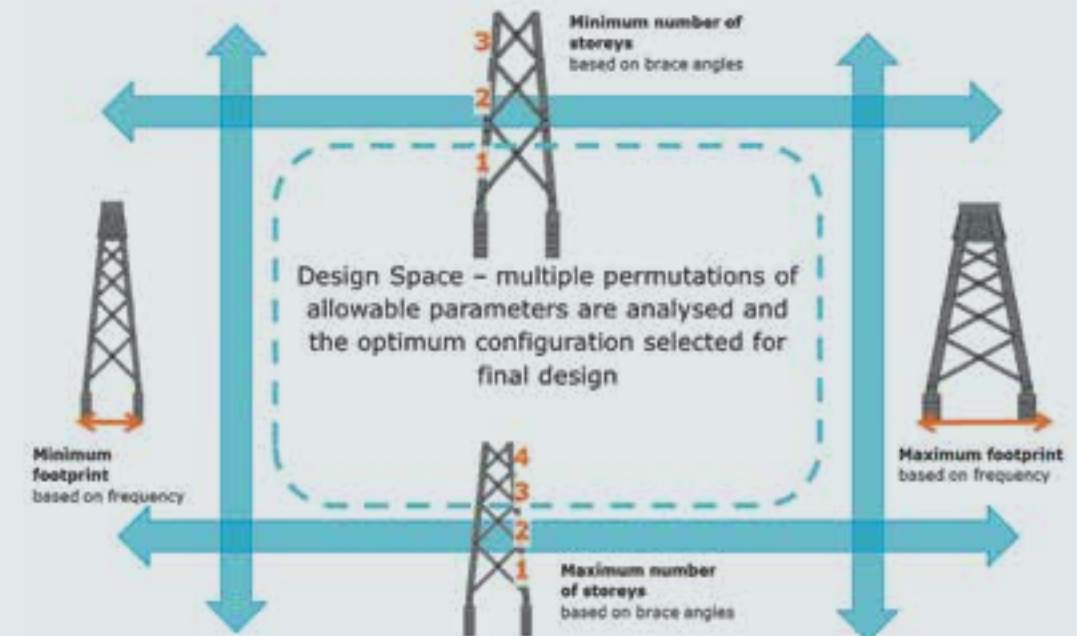 Minimum number of
storeys
based on brace angles
3
2
1
Design Space – multiple permutations of
allowable parameters are analysed and
the optimum configuration selected for
final design
Minimum
footprint
based on frequency
Maximum footprint
based on frequency
4
3
2
1
Maximum number
of storeys
based on brace angles